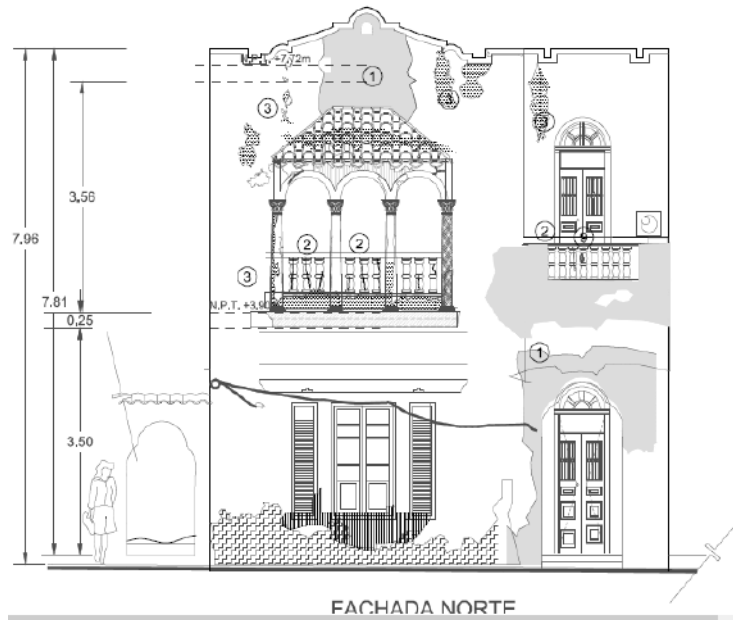 N.P.T. +7,72m
1
3
3,56
7,96
2 2 2
3
7.81
N.P.T. +3,90
0,25
1
3.50
FACHADA NORTE